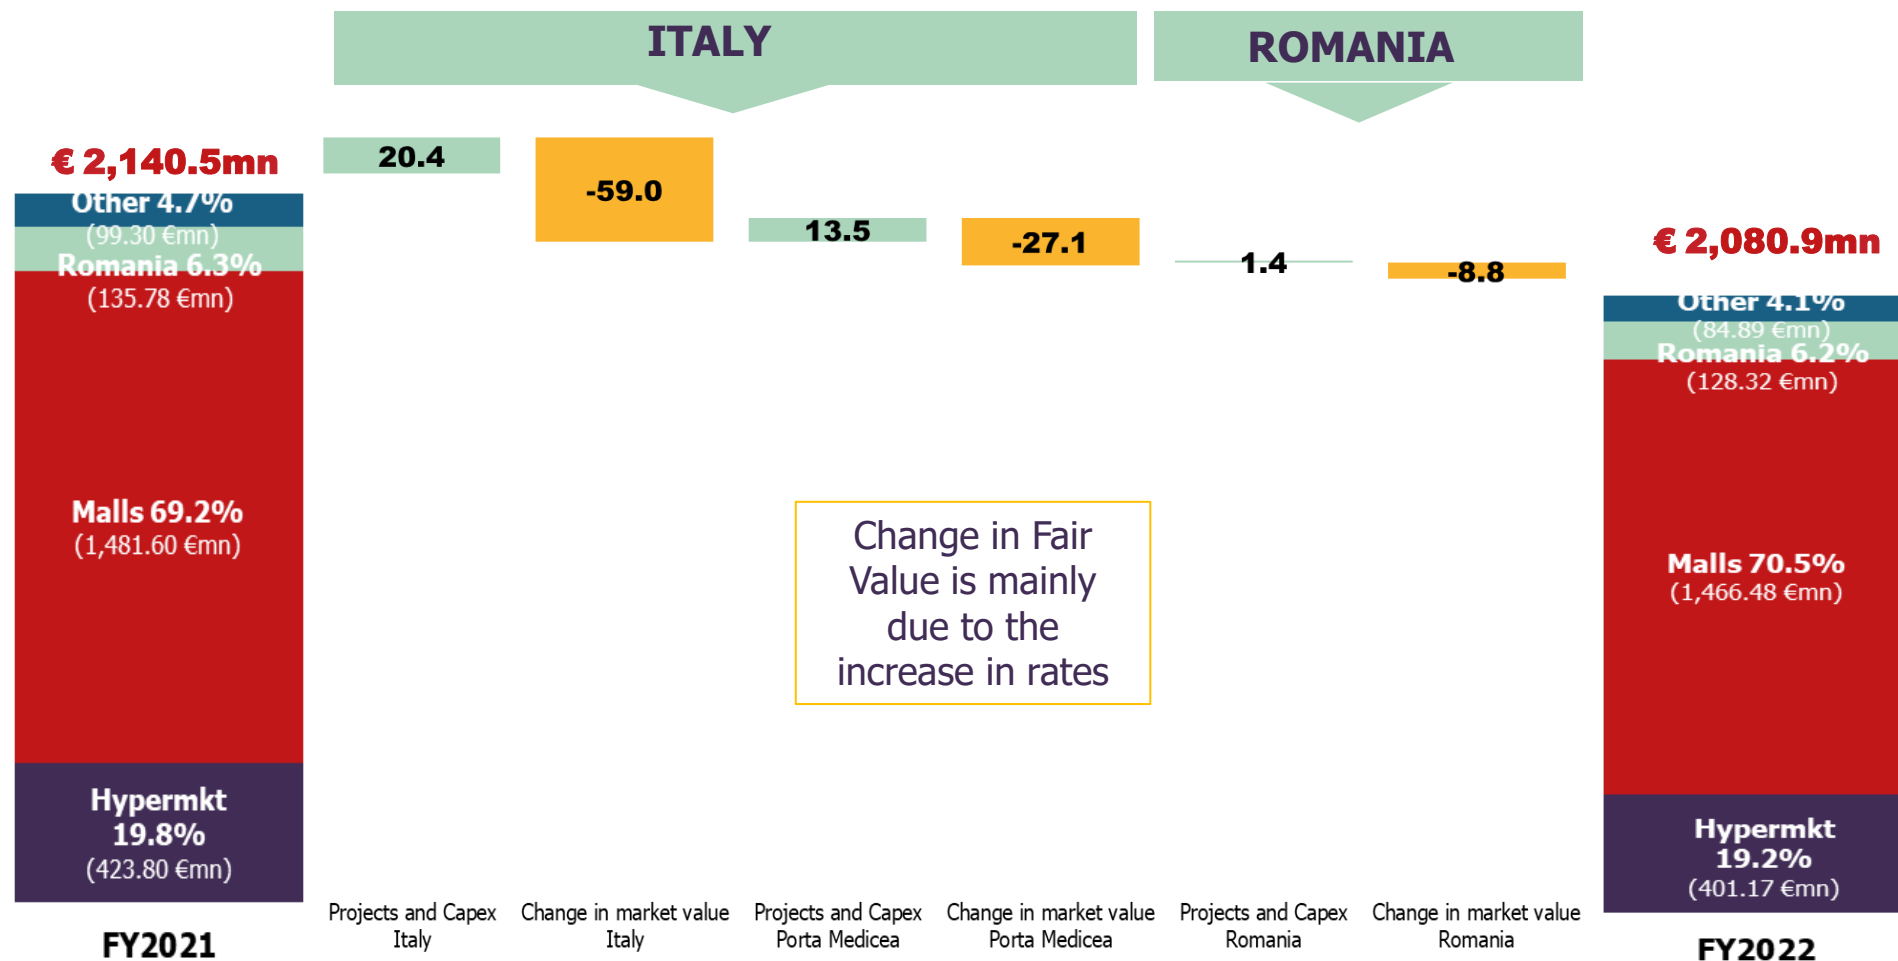 ITALY
ROMANIA
€ 2,140.5mn
Other 4.7%
(99.30 €mn)
Romania 6.3%
(135.78 €mn)
Malls 69.2%
(1,481.60 €mn)
Hypermkt
19.8%
(423.80 €mn)
FY2021
20.4
-59.0
13.5
-27.1
1.4
-8.8
Change in Fair
Value is mainly
due to the
increase in rates
Projects and Capex
Italy
Change in market value
Italy
Projects and Capex
Porta Medicea
Change in market value
Porta Medicea
Projects and Capex
Romania
Change in market value
Romania
€ 2,080.9mn
Other 4.1%
(84.89 €mn)
Romania 6.2%
(128.32 €mn)
Malls 70.5%
(1,466.48 €mn)
Hypermkt
19.2%
(401.17 €mn)
FY2022